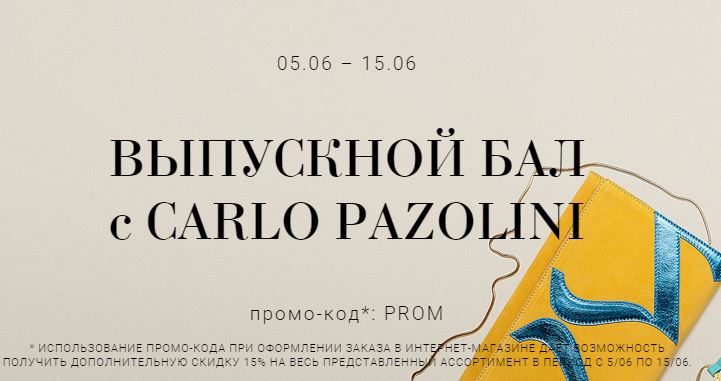 05.06 – 15.06
ВЫПУСКНОЙ БАЛ
с CARLO PAZOLINI
промо-код*: PROM
* ИСПОЛЬЗОВАНИЕ ПРОМО-КОДА ПРИ ОФОРМЛЕНИИ ЗАКАЗА В ИНТЕРНЕТ-МАГАЗИНЕ ДАЕТ ВОЗМОЖНОСТЬ
ПОЛУЧИТЬ ДОПОЛНИТЕЛЬНУЮ СКИДКУ 15% НА ВЕСЬ ПРЕДСТАВЛЕННЫЙ АССОРТИМЕНТ В ПЕРИОД С 5/06 ПО 15/06.